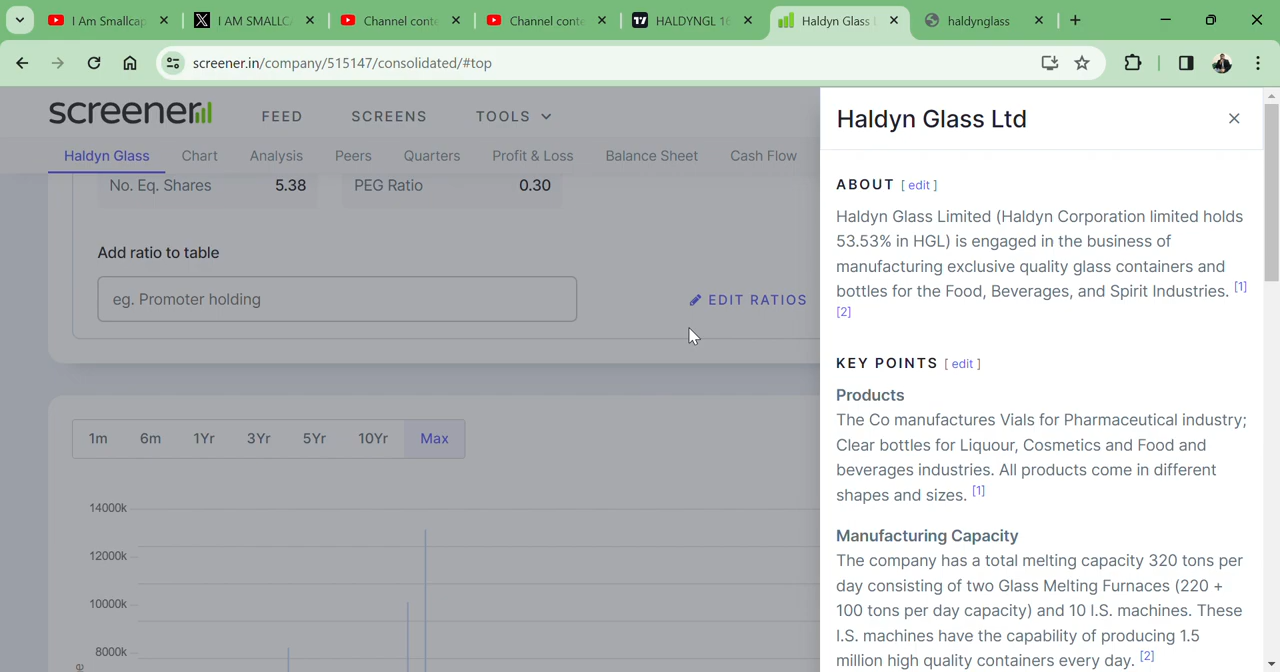 I Am Smallcap
I AM SMALLCA
Channel conte
Channel conte
HALDYNGL 16
Haldyn Glass L
haldynglass
screener.in/company/515147/consolidated/#top
screener
FEED
SCREENS
TOOLS
Haldyn Glass
Chart
Analysis
Peers
Quarters
Profit & Loss
Balance Sheet
Cash Flow
No. Eq. Shares 5.38
PEG Ratio 0.30
Add ratio to table
eg. Promoter holding
EDIT RATIOS
1m 6m 1Yr 3Yr 5Yr 10Yr Max
14000k
12000k
10000k
8000k
Haldyn Glass Ltd
ABOUT [ edit ]
Haldyn Glass Limited (Haldyn Corporation limited holds
53.53% in HGL) is engaged in the business of
manufacturing exclusive quality glass containers and
bottles for the Food, Beverages, and Spirit Industries. [1]
[2]
KEY POINTS [ edit ]
Products
The Co manufactures Vials for Pharmaceutical industry;
Clear bottles for Liquour, Cosmetics and Food and
beverages industries. All products come in different
shapes and sizes. [1]
Manufacturing Capacity
The company has a total melting capacity 320 tons per
day consisting of two Glass Melting Furnaces (220 +
100 tons per day capacity) and 10 I.S. machines. These
I.S. machines have the capability of producing 1.5
million high quality containers every day. [2]